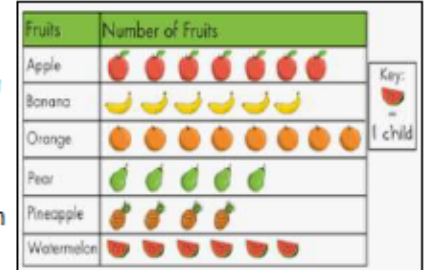 Fruits Number of Fruits
Apple
Key:
Banana
=
1 child
Orange
Pear
Pineapple
Watermelon